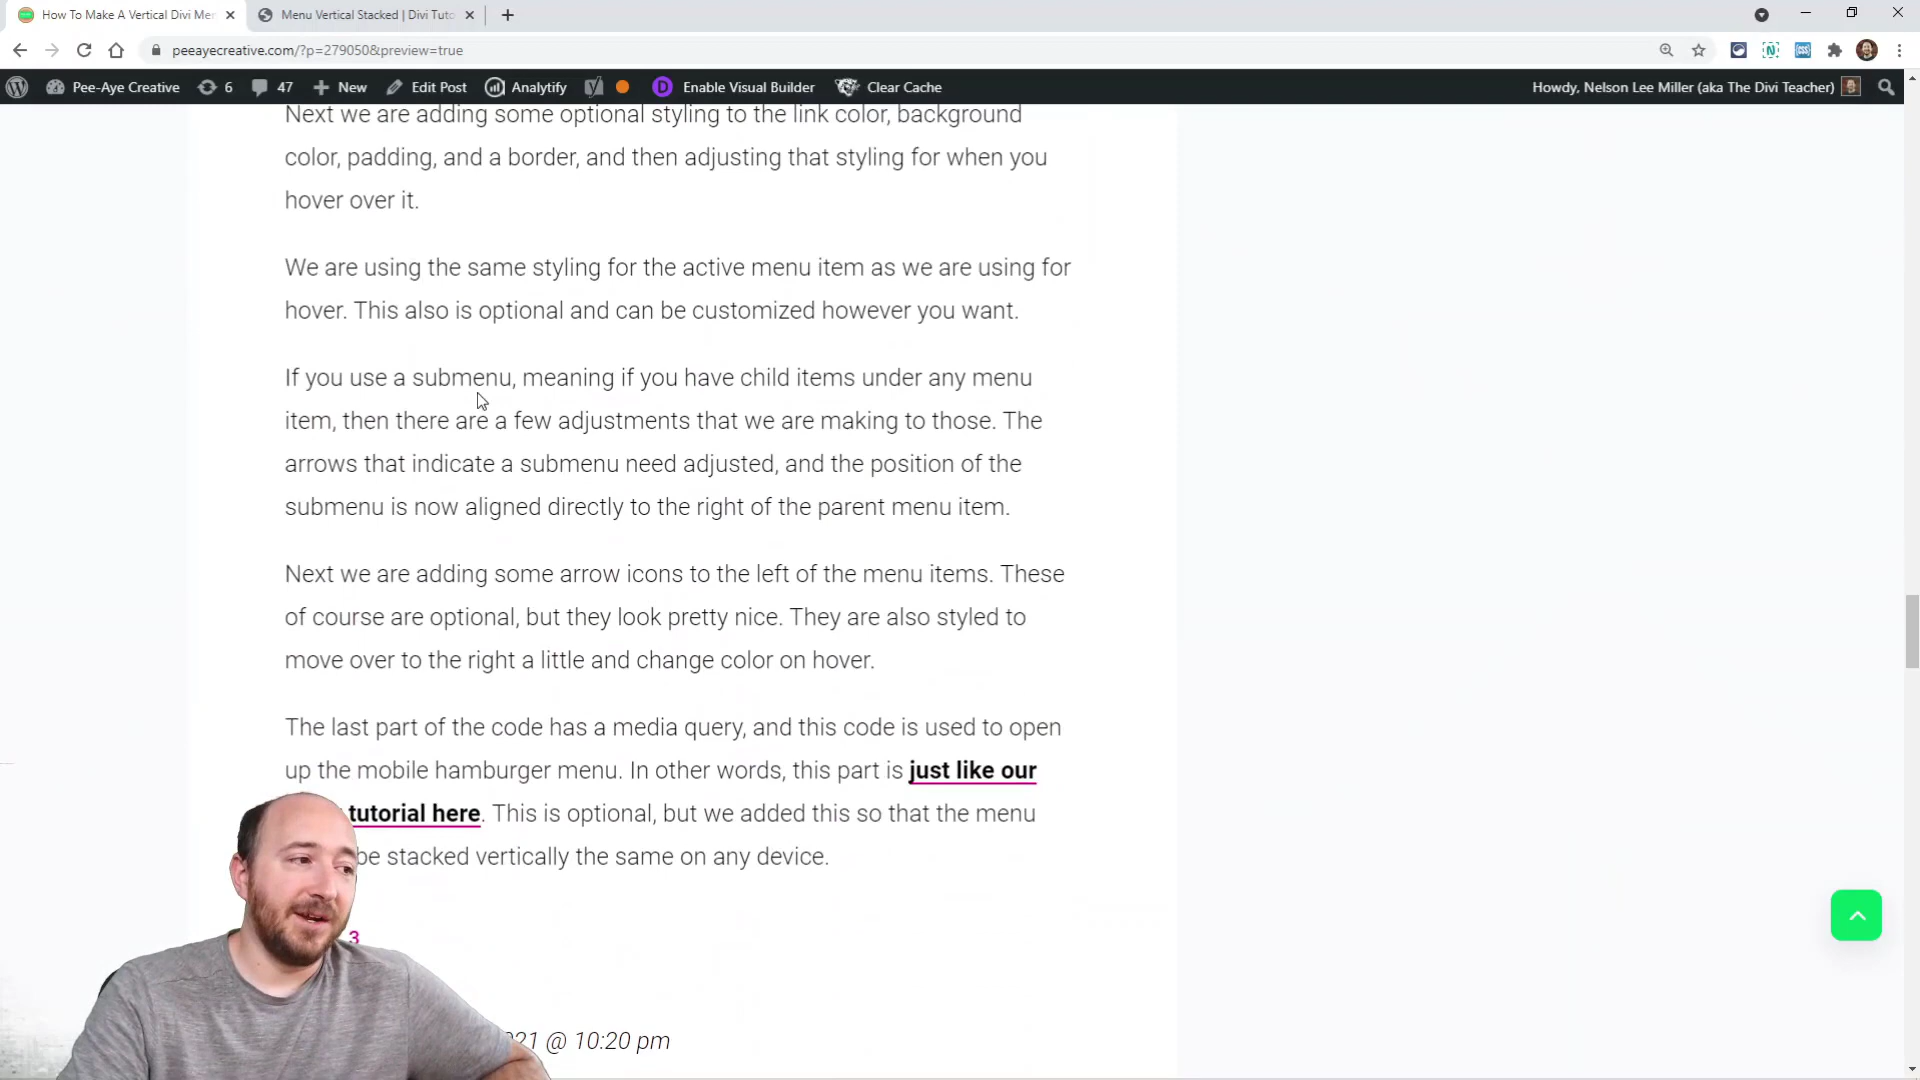 How To Make A Vertical Divi Men
Menu Vertical Stacked | Divi Tuto
peeayecreative.com/?p=279050&preview=true
Pee-Aye Creative 6 47 New Edit Post Analytify Enable Visual Builder Clear Cache Howdy, Nelson Lee Miller (aka The Divi Teacher)
Next we are adding some optional styling to the link color, background
color, padding, and a border, and then adjusting that styling for when you
hover over it.
We are using the same styling for the active menu item as we are using for
hover. This also is optional and can be customized however you want.
If you use a submenu, meaning if you have child items under any menu
item, then there are a few adjustments that we are making to those. The
arrows that indicate a submenu need adjusted, and the position of the
submenu is now aligned directly to the right of the parent menu item.
Next we are adding some arrow icons to the left of the menu items. These
of course are optional, but they look pretty nice. They are also styled to
move over to the right a little and change color on hover.
The last part of the code has a media query, and this code is used to open
up the mobile hamburger menu. In other words, this part is just like our
tutorial here. This is optional, but we added this so that the menu
be stacked vertically the same on any device.
3
21 @ 10:20 pm